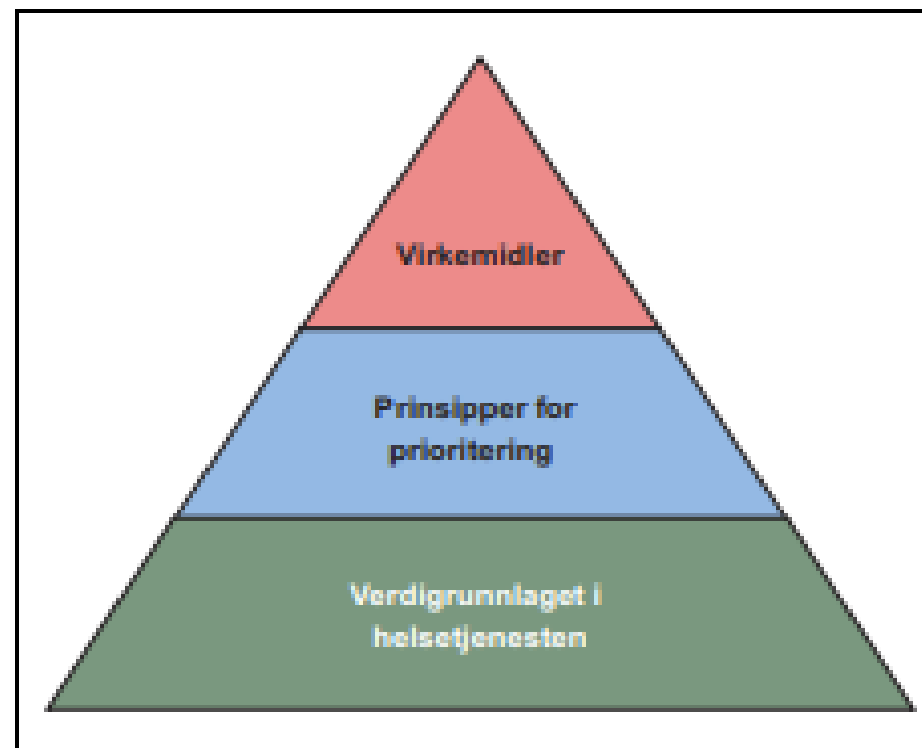 Virkemidler
Prinsipper for
prioritering
Verdigrunnlaget i
helsetjenesten